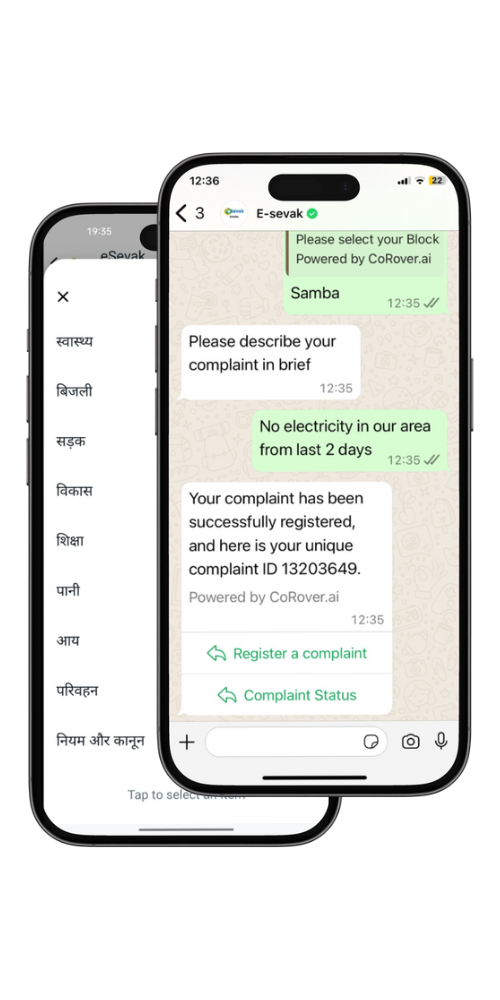 19:35
eSevak
स्वास्थ्य
बिजली
सड़क
विकास
शिक्षा
पानी
आय
परिवहन
नियम और कानून
Tap to select an item
12:36
22
3
E-sevak
Please select your Block
Powered by CoRover.ai
Samba
12:35
Please describe your
complaint in brief
12:35
No electricity in our area
from last 2 days
12:35
Your complaint has been
successfully registered,
and here is your unique
complaint ID 13203649.
Powered by CoRover.ai
12:35
Register a complaint
Complaint Status